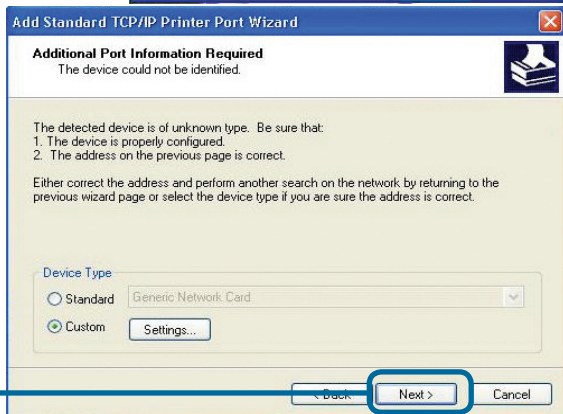 Add Standard TCP/IP Printer Port Wizard
Additional Port Information Required
The device could not be identified.
The detected device is of unknown type. Be sure that:
1. The device is properly configured.
2. The address on the previous page is correct.
Either correct the address and perform another search on the network by returning to the
previous wizard page or select the device type if you are sure the address is correct.
Device Type
Standard Generic Network Card
Custom Settings...
< Back Next > Cancel